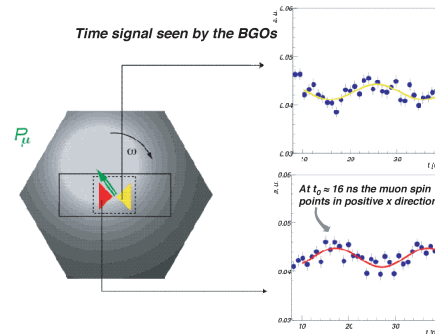 Time signal seen by the BGOs
a. u.
0.06
0.05
0.04
0.03
10
20
30
P μ
ω
a. u.
0.06
0.05
0.04
0.03
10
20
30
At t0 ≈ 16 ns the muon spin
points in positive x direction